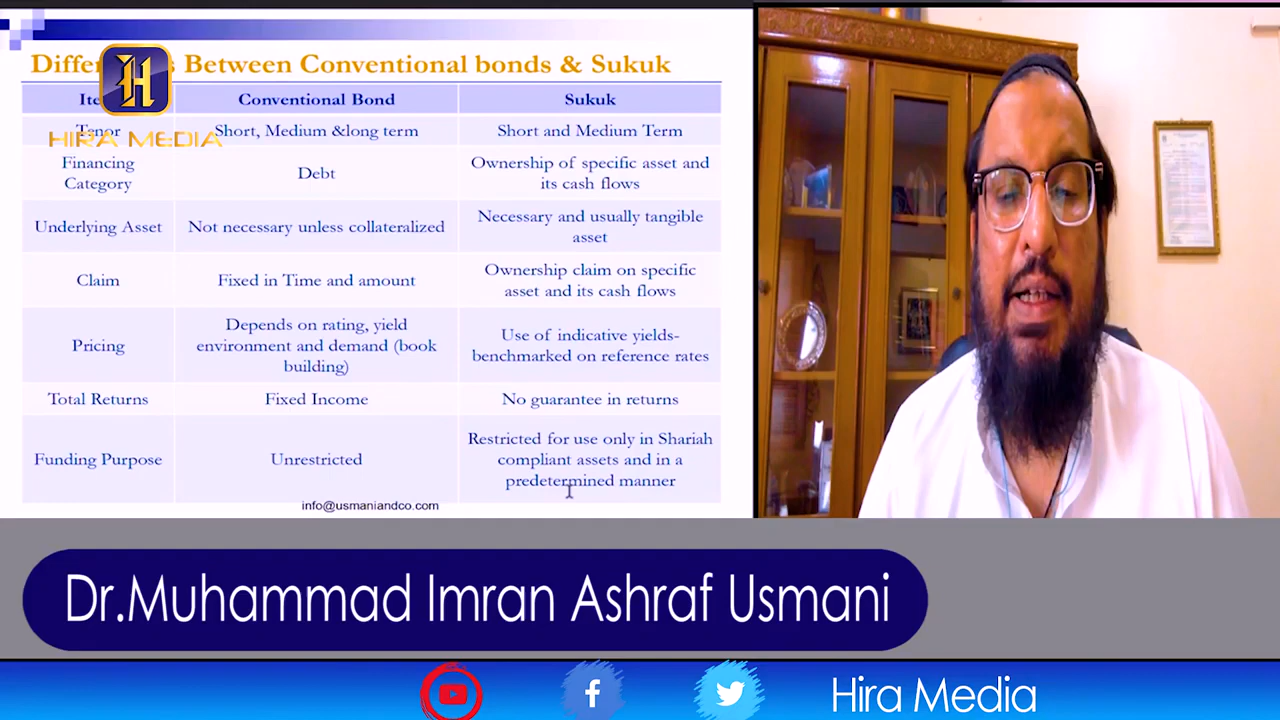 Differ s Between Conventional bonds & Sukuk
Ite
Conventional Bond
Sukuk
H
HIRA MEDIA
Tenor
Short, Medium &long term
Short and Medium Term
Financing
Category
Debt
Ownership of specific asset and
its cash flows
Underlying Asset
Not necessary unless collateralized
Necessary and usually tangible
asset
Claim
Fixed in Time and amount
Ownership claim on specific
asset and its cash flows
Pricing
Depends on rating, yield
environment and demand (book
building)
Use of indicative yields-
benchmarked on reference rates
Total Returns
Fixed Income
No guarantee in returns
Funding Purpose
Unrestricted
Restricted for use only in Shariah
compliant assets and in a
predetermined manner
info@usmaniandco.com
Dr.Muhammad Imran Ashraf Usmani
Hira Media